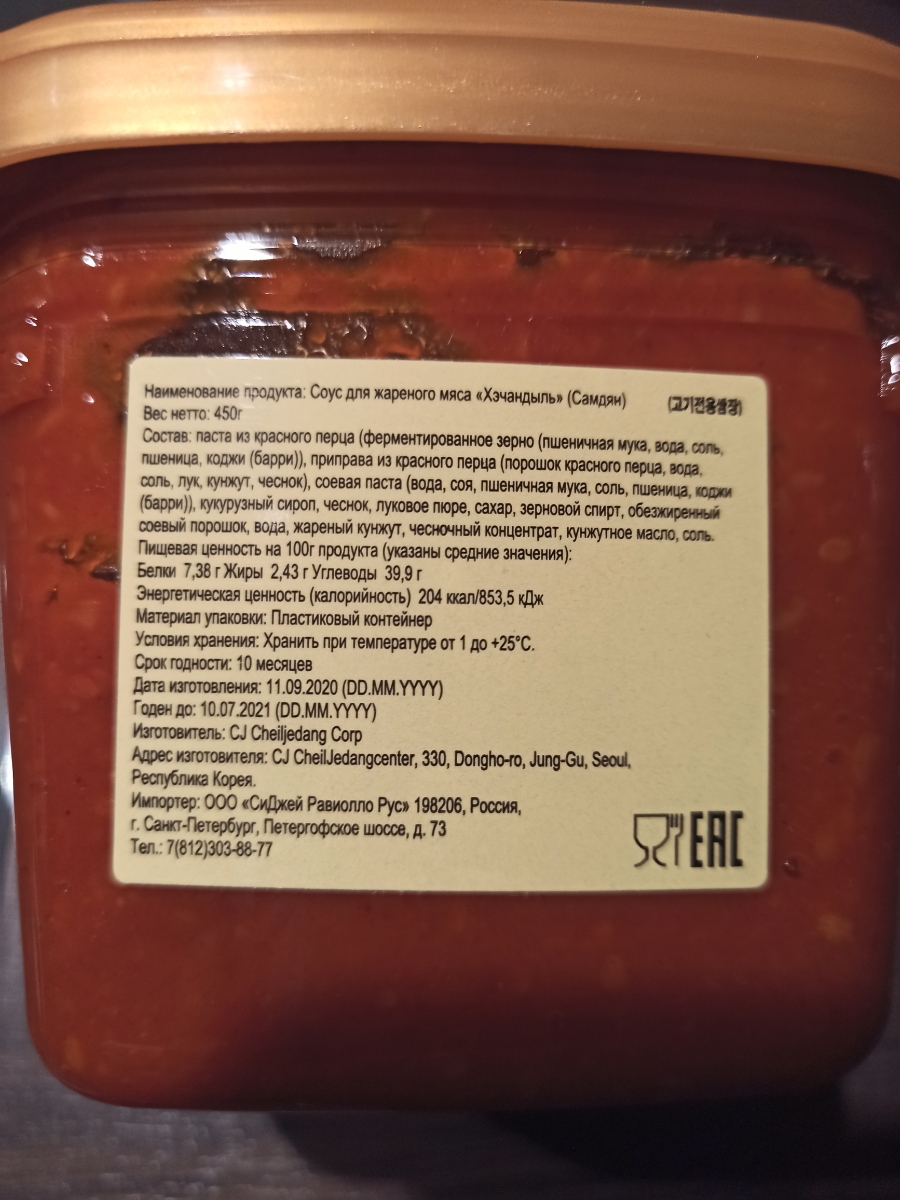 Наименование продукта: Соус для жареного мяса «Хэчандыль» (Самдян) (고기전용쌈장)
Вес нетто: 450г
Состав: паста из красного перца (ферментированное зерно (пшеничная мука, вода, соль,
пшеница, коджи (барри)), приправа из красного перца (порошок красного перца, вода,
соль, лук, кунжут, чеснок), соевая паста (вода, соя, пшеничная мука, соль, пшеница, коджи
(барри)), кукурузный сироп, чеснок, луковое пюре, сахар, зерновой спирт, обезжиренный
соевый порошок, вода, жареный кунжут, чесночный концентрат, кунжутное масло, соль.
Пищевая ценность на 100г продукта (указаны средние значения):
Белки 7,38 г Жиры 2,43 г Углеводы 39,9 г
Энергетическая ценность (калорийность) 204 ккал/853,5 кДж
Материал упаковки: Пластиковый контейнер
Условия хранения: Хранить при температуре от 1 до +25°С.
Срок годности: 10 месяцев
Дата изготовления: 11.09.2020 (DD.MM.YYYY)
Годен до: 10.07.2021 (DD.MM.YYYY)
Изготовитель: CJ Cheiljedang Corp
Адрес изготовителя: CJ CheilJedangcenter, 330, Dongho-ro, Jung-Gu, Seoul,
Республика Корея.
Импортер: ООО «СиДжей Равиолло Рус» 198206, Россия,
г. Санкт-Петербург, Петергофское шоссе, д. 73
Тел.: 7(812)303-88-77
EAC